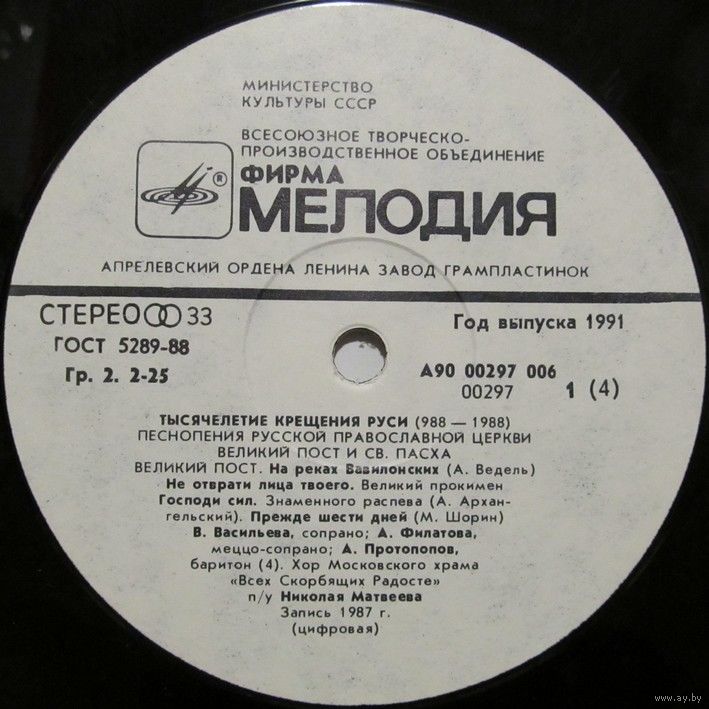 МИНИСТЕРСТВО
КУЛЬТУРЫ СССР
ВСЕСОЮЗНОЕ ТВОРЧЕСКО-
ПРОИЗВОДСТВЕННОЕ ОБЪЕДИНЕНИЕ
ФИРМА
®
МЕЛОДИЯ
АПРЕЛЕВСКИЙ ОРДЕНА ЛЕНИНА ЗАВОД ГРАМПЛАСТИНОК
СТЕРЕО 33
Год выпуска 1991
ГОСТ 5289-88
Гр. 2. 2-25
А90 00297 006
00297 1 (4)
ТЫСЯЧЕЛЕТИЕ КРЕЩЕНИЯ РУСИ (988 — 1988)
ПЕСНОПЕНИЯ РУССКОЙ ПРАВОСЛАВНОЙ ЦЕРКВИ
ВЕЛИКИЙ ПОСТ И СВ. ПАСХА
ВЕЛИКИЙ ПОСТ. На реках Вавилонских (А. Ведель)
Не отврати лица твоего. Великий прокимен
Господи сил. Знаменного распева (А. Архан-
гельский). Прежде шести дней (М. Шорин)
В. Васильева, сопрано; А. Филатова,
меццо-сопрано; А. Протопопов,
баритон (4). Хор Московского храма
«Всех Скорбящих Радосте»
п/у Николая Матвеева
Запись 1987 г.
(цифровая)
www.ay.by